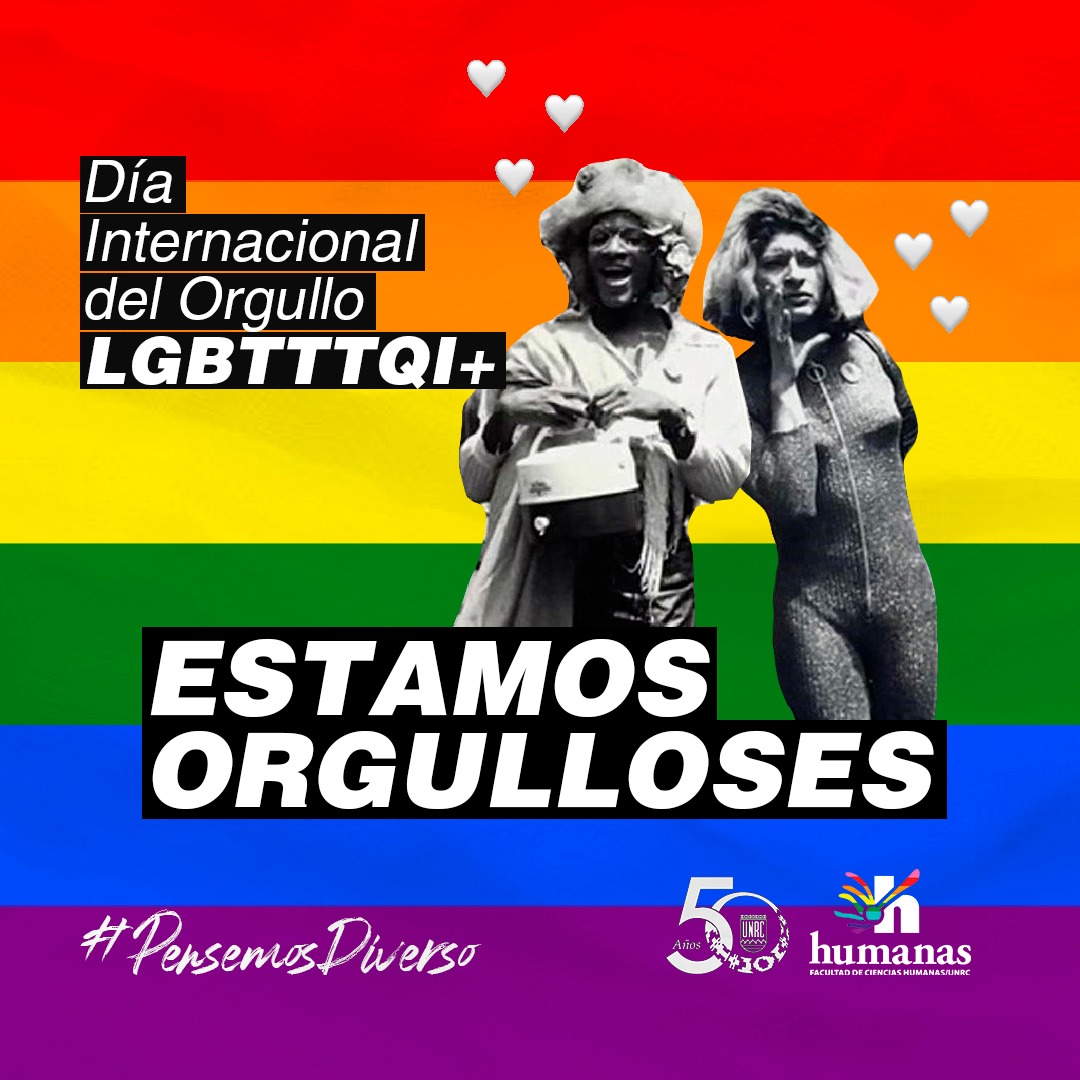 Día
Internacional
del Orgullo
LGBTTTQI+
ESTAMOS
ORGULLOSES
#PensemosDiverso
50
Años
UNRC
humanas
FACULTAD DE CIENCIAS HUMANAS/UNRC